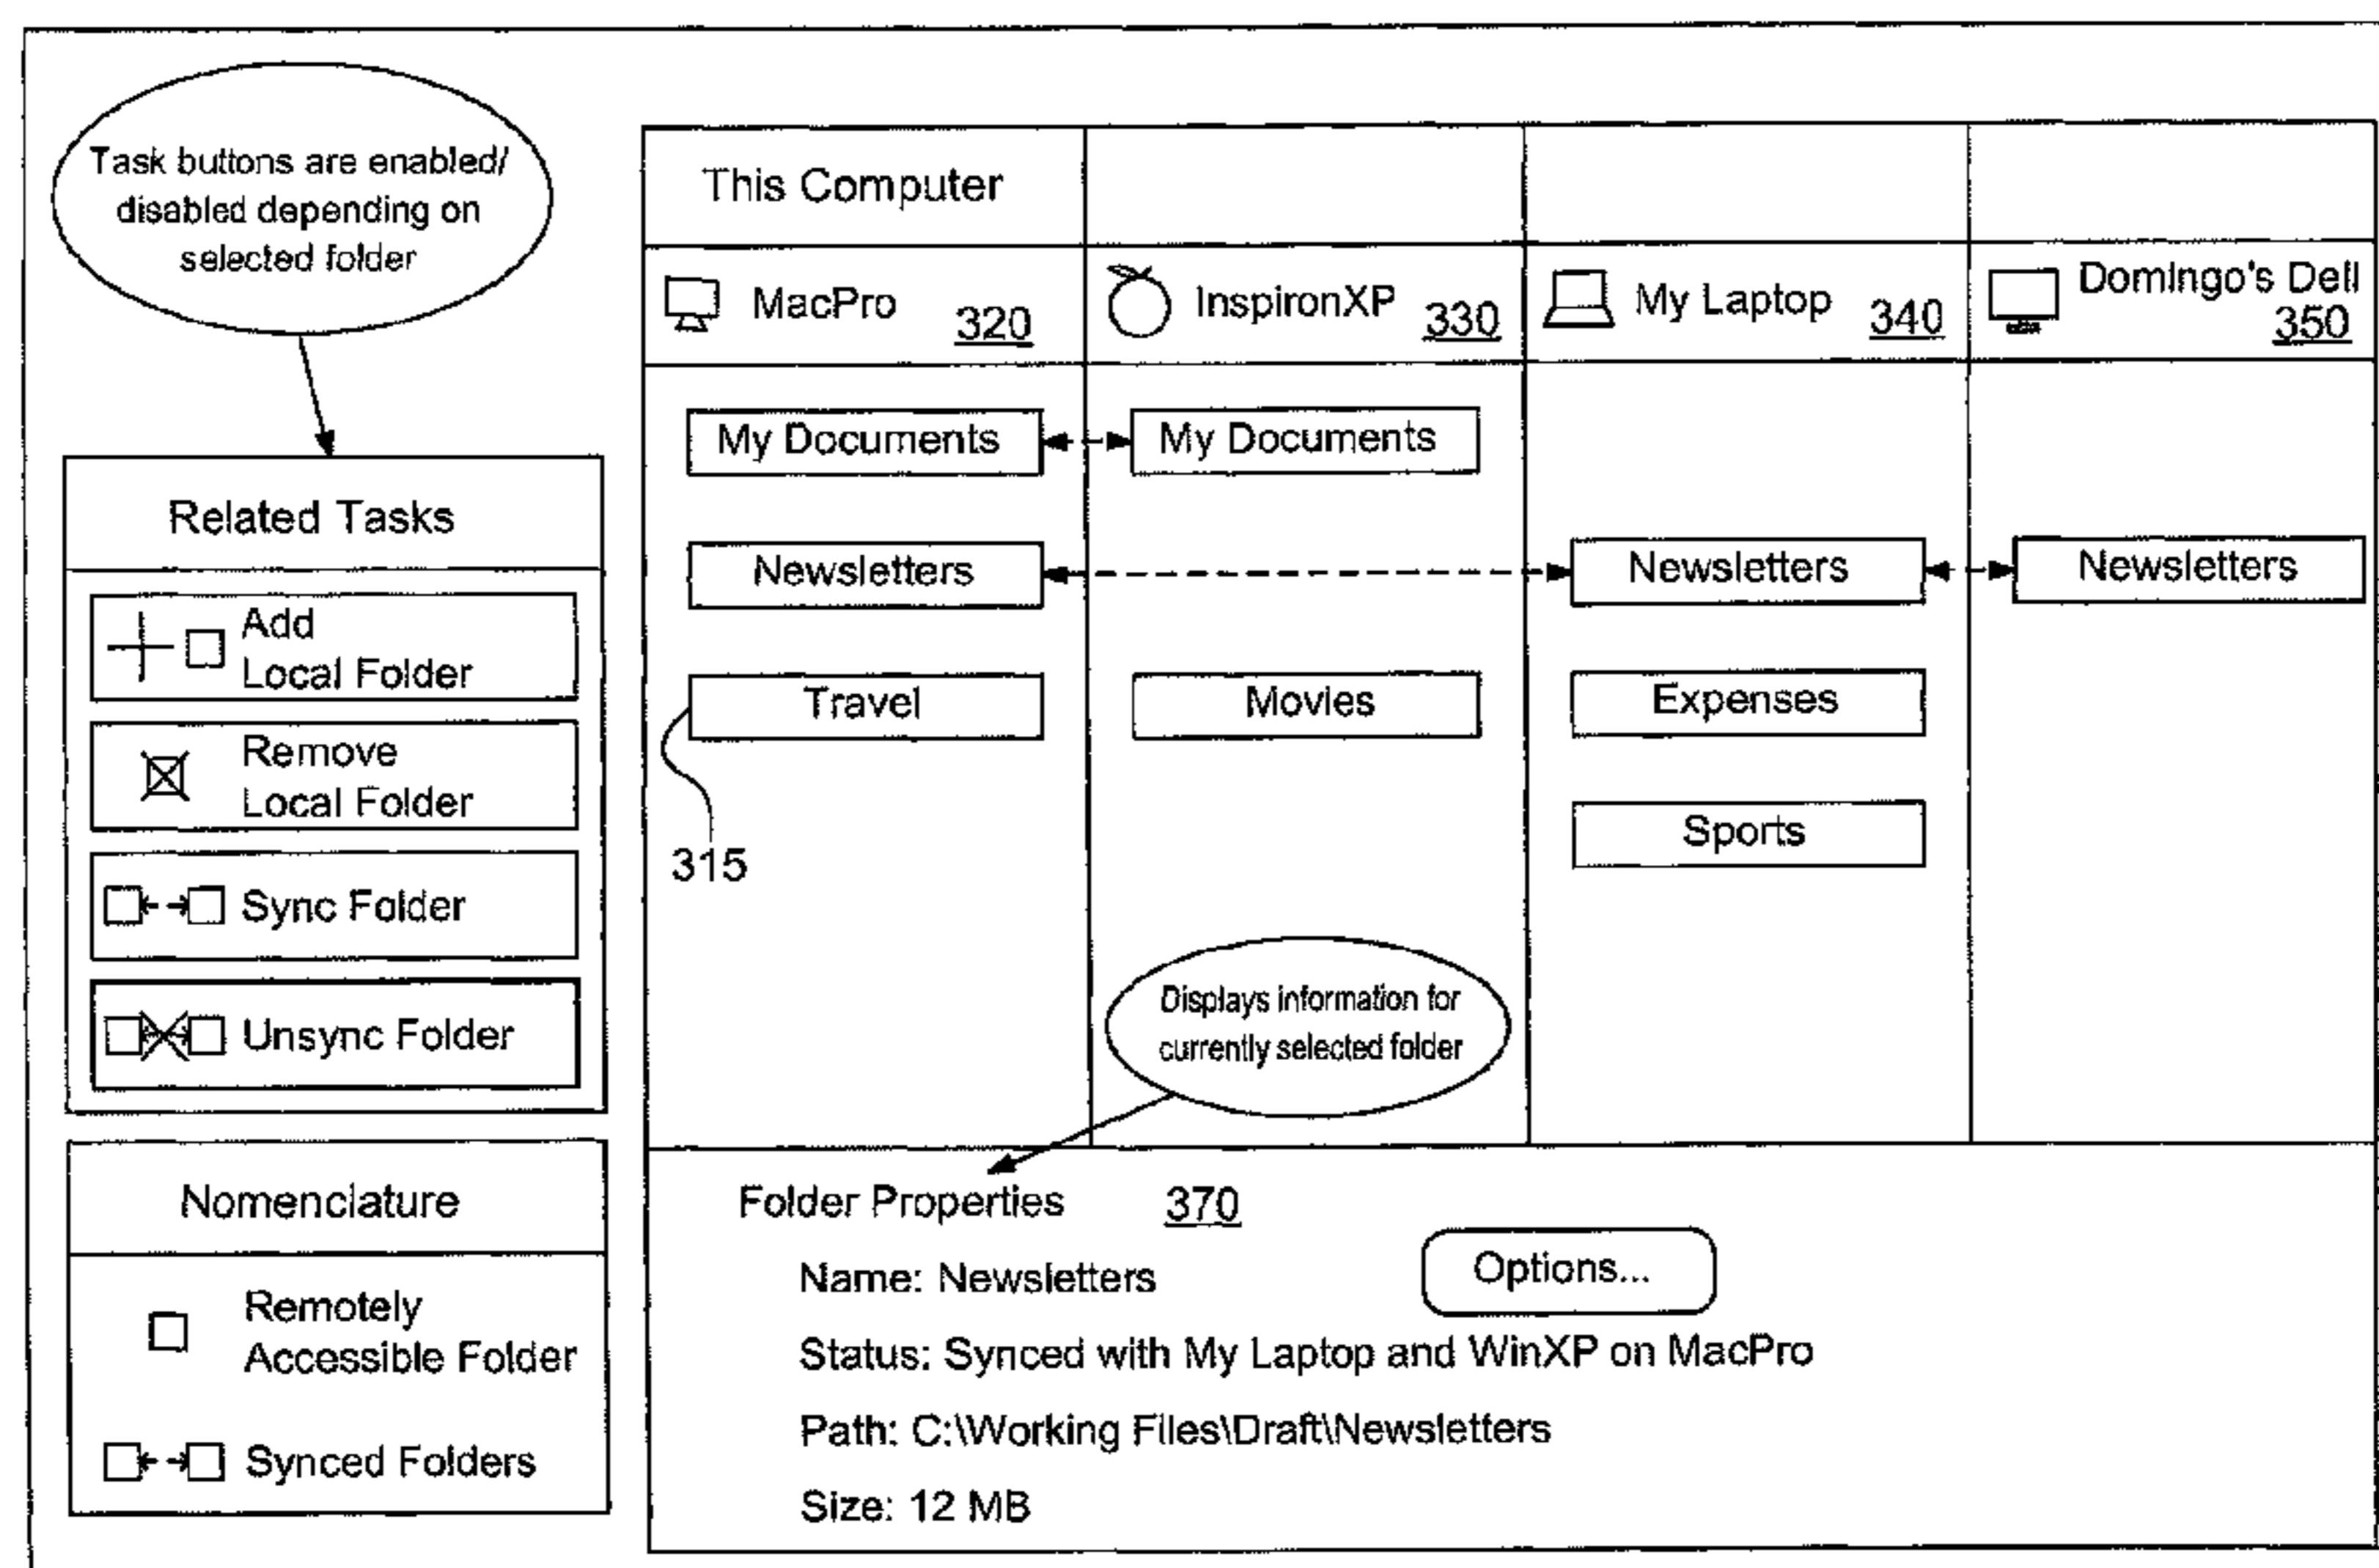 Task buttons are enabled/
disabled depending on
selected folder
Related Tasks
Add
Local Folder
Remove
Local Folder
Sync Folder
Unsync Folder
Nomenclature
Remotely
Accessible Folder
Synced Folders
This Computer
MacPro 320
InspironXP 330
My Laptop 340
Domingo's Dell
350
My Documents
My Documents
Newsletters
Newsletters
Newsletters
Travel
Movies
Expenses
Sports
315
Displays information for
currently selected folder
Folder Properties 370
Options...
Name: Newsletters
Status: Synced with My Laptop and WinXP on MacPro
Path: C:\Working Files\Draft\Newsletters
Size: 12 MB